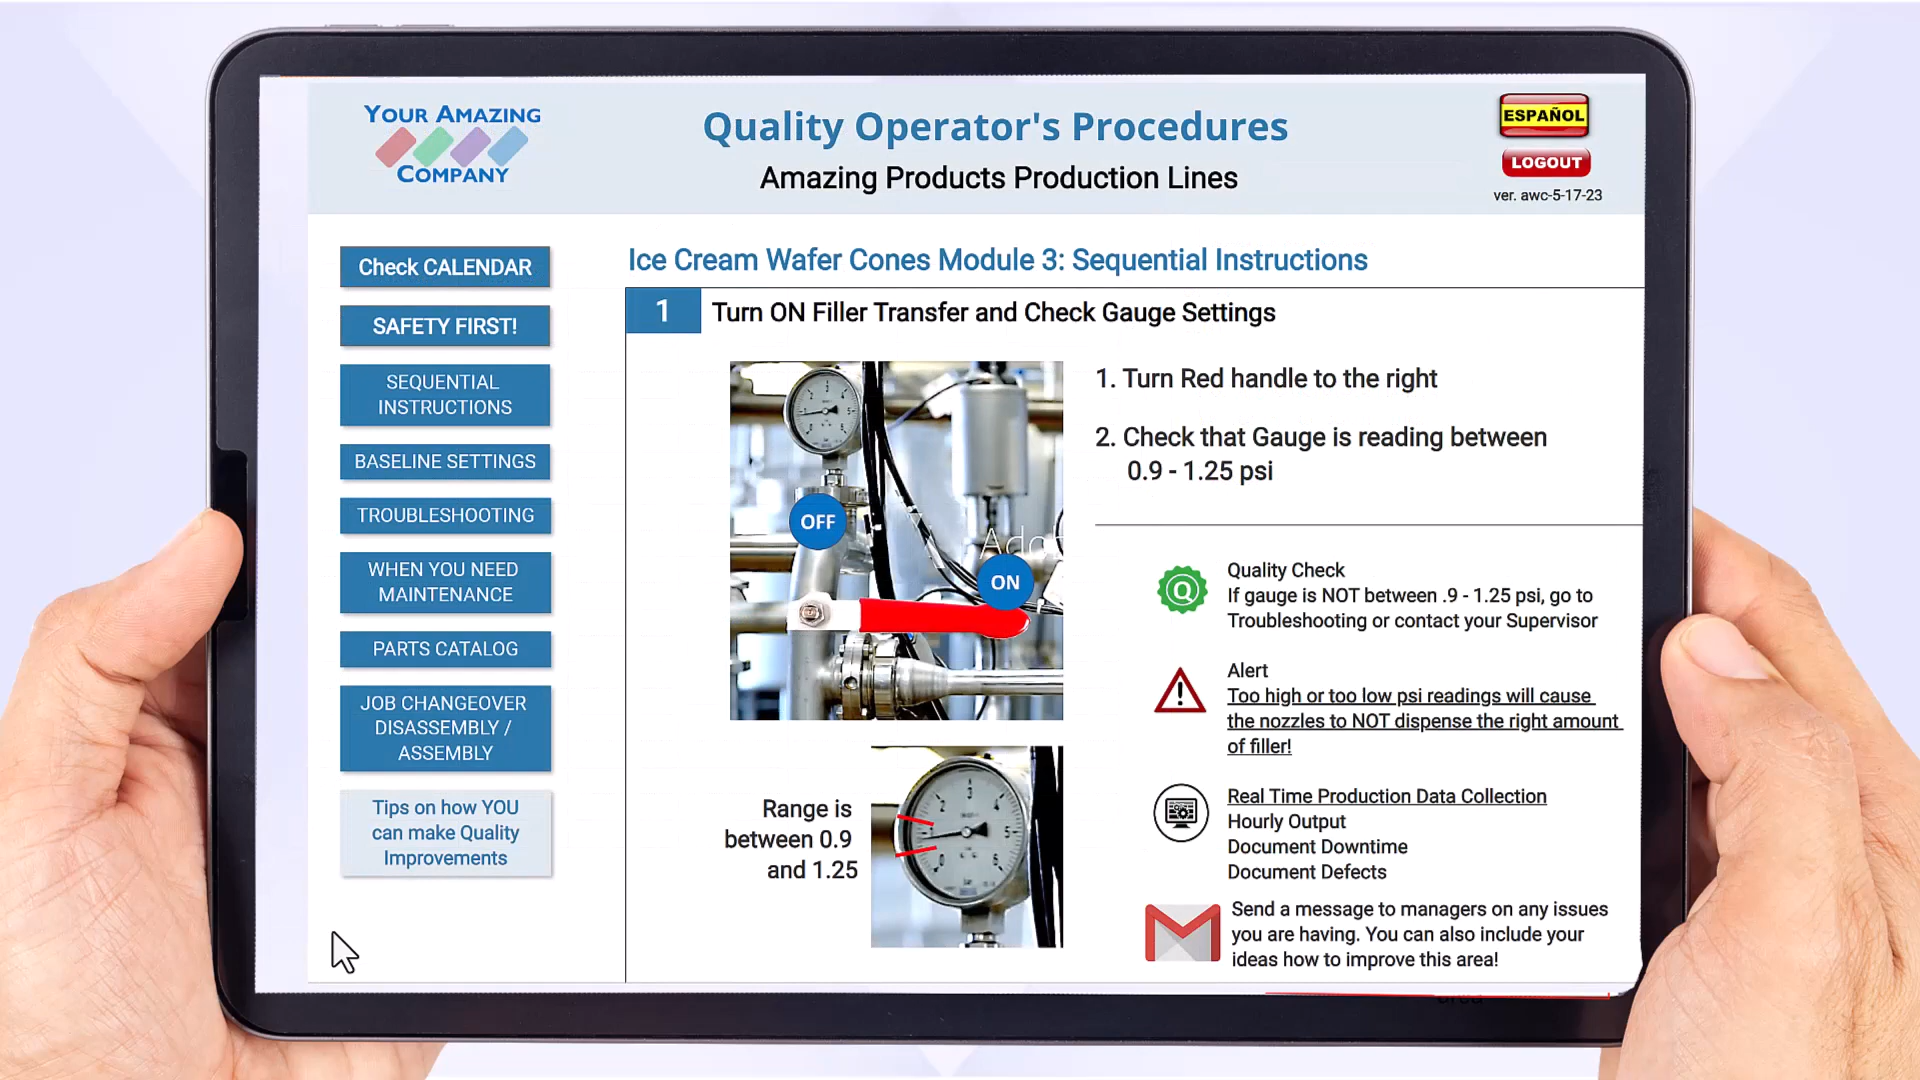 YOUR AMAZING
COMPANY
Quality Operator's Procedures
Amazing Products Production Lines
ESPAÑOL
LOGOUT
ver. awc-5-17-23
Check CALENDAR
SAFETY FIRST!
SEQUENTIAL
INSTRUCTIONS
BASELINE SETTINGS
TROUBLESHOOTING
WHEN YOU NEED
MAINTENANCE
PARTS CATALOG
JOB CHANGEOVER
DISASSEMBLY /
ASSEMBLY
Tips on how YOU
can make Quality
Improvements
Ice Cream Wafer Cones Module 3: Sequential Instructions
1 Turn ON Filler Transfer and Check Gauge Settings
OFF
ON
1. Turn Red handle to the right
2. Check that Gauge is reading between
0.9 - 1.25 psi
Range is
between 0.9
and 1.25
0 1 2 3 4 5 6
Q
Quality Check
If gauge is NOT between .9 - 1.25 psi, go to
Troubleshooting or contact your Supervisor
Alert
Too high or too low psi readings will cause
the nozzles to NOT dispense the right amount
of filler!
Real Time Production Data Collection
Hourly Output
Document Downtime
Document Defects
Send a message to managers on any issues
you are having. You can also include your
ideas how to improve this area!